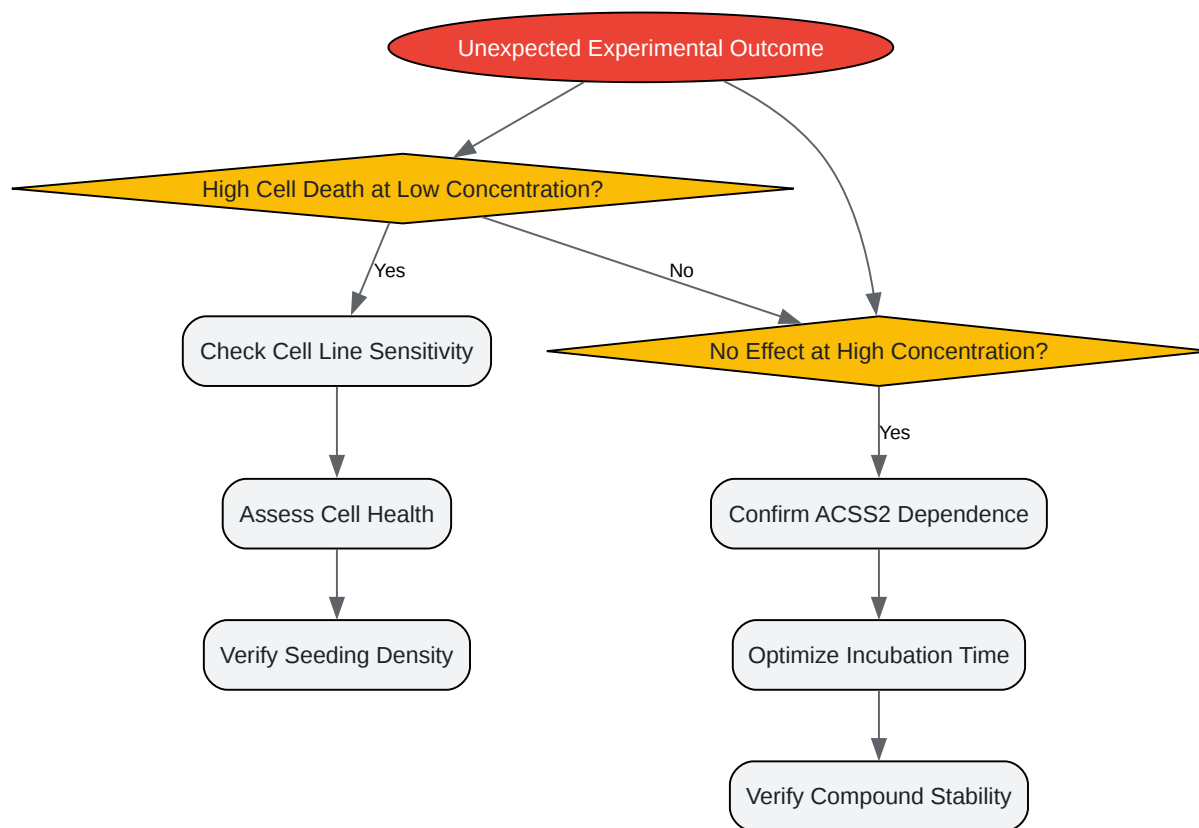 Unexpected Experimental Outcome
High Cell Death at Low Concentration?
Yes
No
Check Cell Line Sensitivity
No Effect at High Concentration?
Yes
Assess Cell Health
Confirm ACSS2 Dependence
Verify Seeding Density
Optimize Incubation Time
Verify Compound Stability